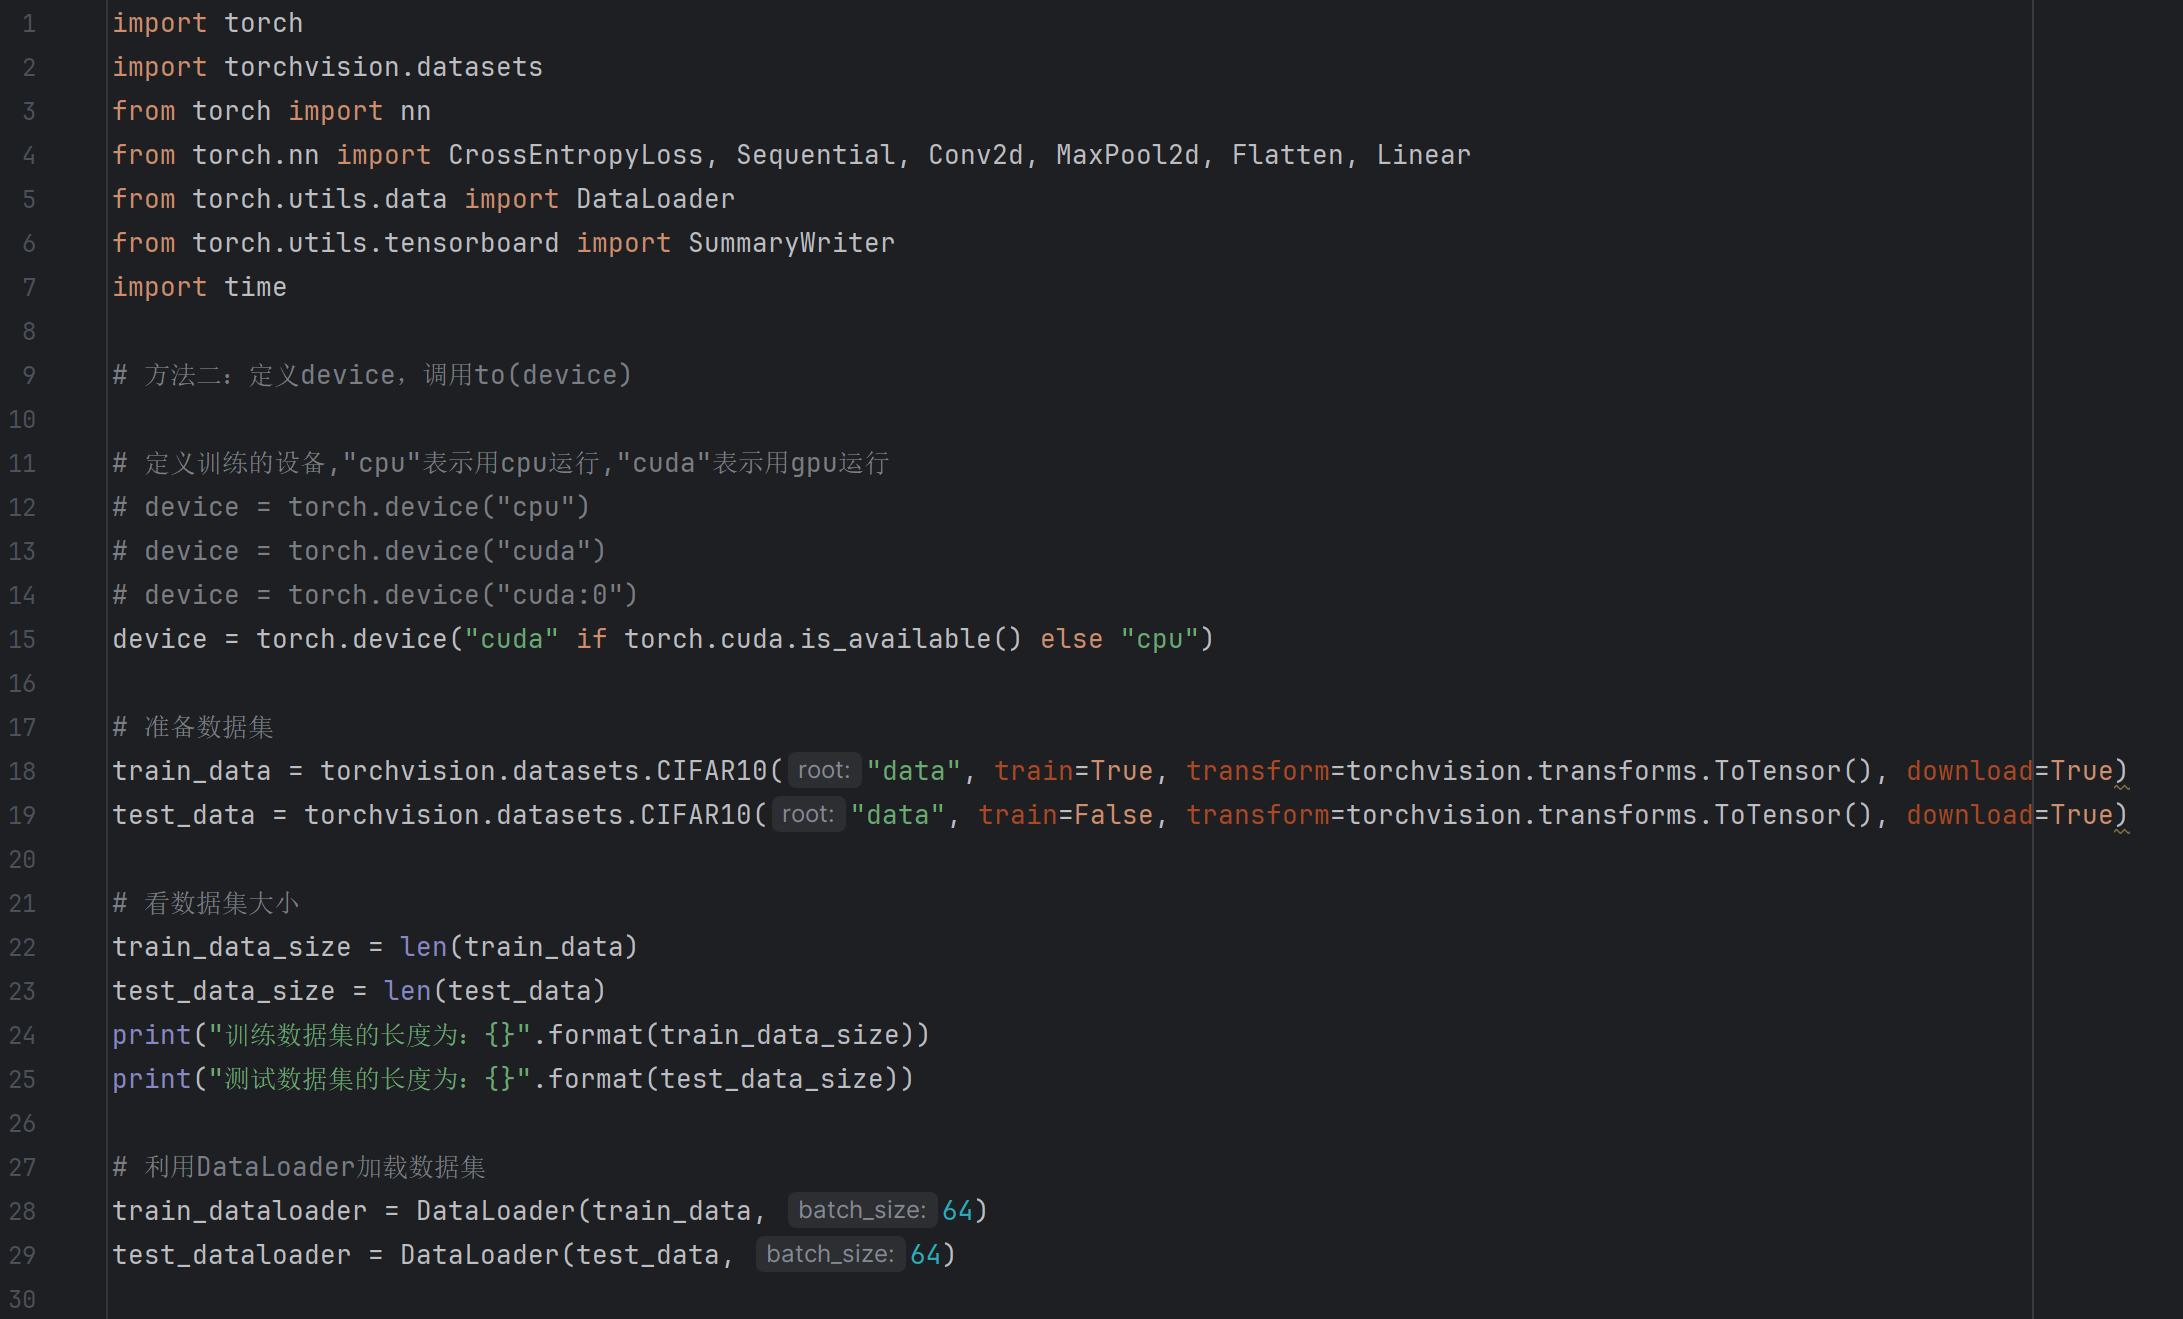 1 import torch
2 import torchvision.datasets
3 from torch import nn
4 from torch.nn import CrossEntropyLoss, Sequential, Conv2d, MaxPool2d, Flatten, Linear
5 from torch.utils.data import DataLoader
6 from torch.utils.tensorboard import SummaryWriter
7 import time
8
9 # 方法二：定义device，调用to(device)
10
11 # 定义训练的设备,"cpu"表示用cpu运行,"cuda"表示用gpu运行
12 # device = torch.device("cpu")
13 # device = torch.device("cuda")
14 # device = torch.device("cuda:0")
15 device = torch.device("cuda" if torch.cuda.is_available() else "cpu")
16
17 # 准备数据集
18 train_data = torchvision.datasets.CIFAR10( root: "data", train=True, transform=torchvision.transforms.ToTensor(), download=True)
19 test_data = torchvision.datasets.CIFAR10( root: "data", train=False, transform=torchvision.transforms.ToTensor(), download=True)
20
21 # 看数据集大小
22 train_data_size = len(train_data)
23 test_data_size = len(test_data)
24 print("训练数据集的长度为：{}".format(train_data_size))
25 print("测试数据集的长度为：{}".format(test_data_size))
26
27 # 利用DataLoader加载数据集
28 train_dataloader = DataLoader(train_data, batch_size: 64)
29 test_dataloader = DataLoader(test_data, batch_size: 64)
30